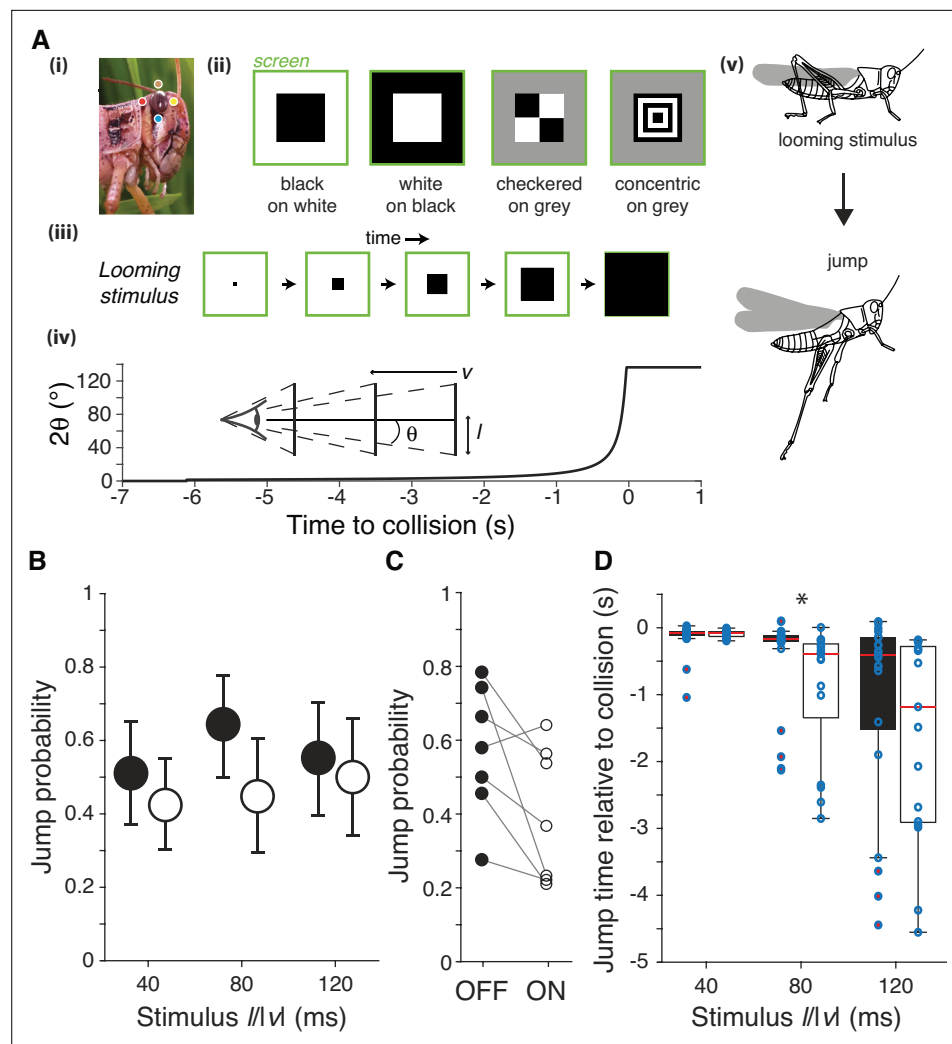 A
(i)
(ii)
screen
black
on white
white
on black
checkered
on grey
concentric
on grey
(iii)
time
Looming
stimulus
(iv)
2θ (°)
120
80
40
0
v
θ
l
-7
-6
-5
-4
-3
-2
-1
0
1
Time to collision (s)
(v)
looming stimulus
jump
B
Jump probability
1
0.8
0.6
0.4
0.2
0
40
80
120
Stimulus l/|v| (ms)
C
Jump probability
1
0.8
0.6
0.4
0.2
0
OFF
ON
D
Jump time relative to collision (s)
*
0
-1
-2
-3
-4
-5
40
80
120
Stimulus l/|v| (ms)